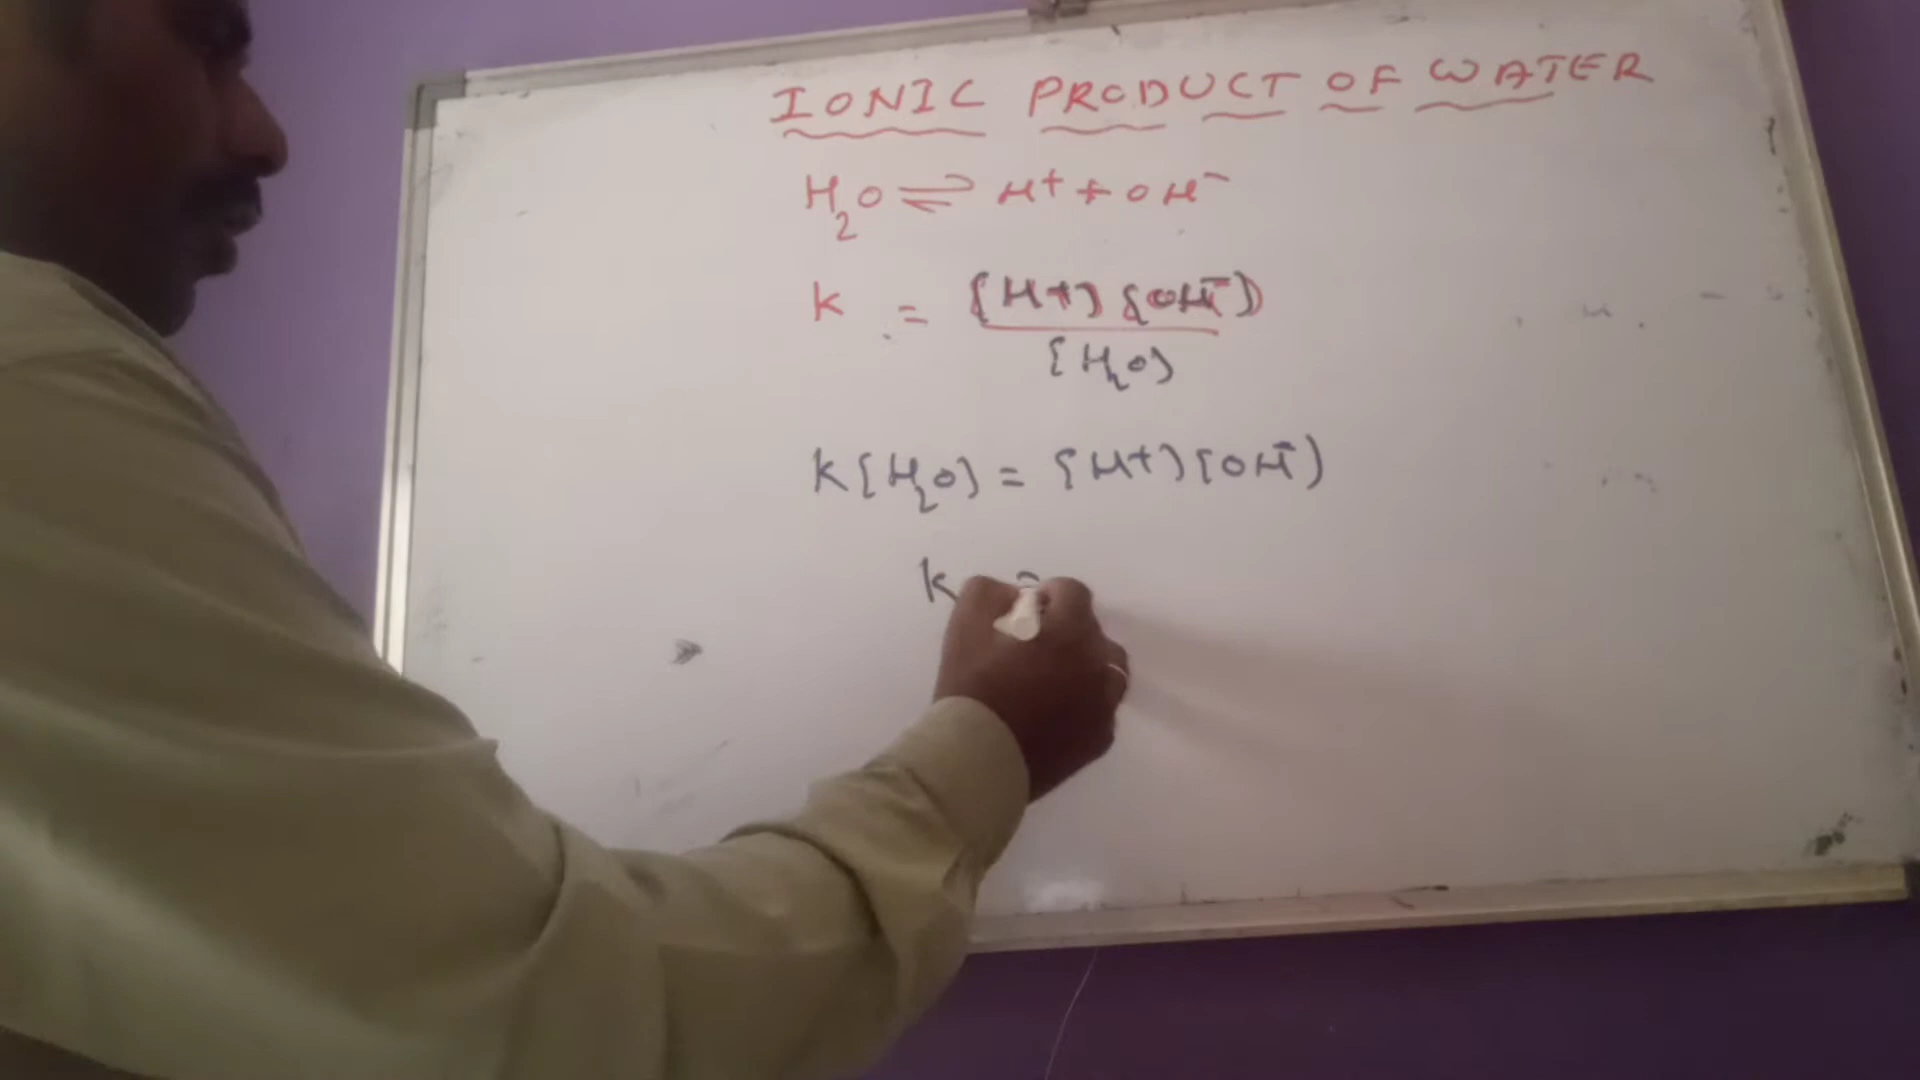 IONIC PRODUCT OF WATER
H₂O ⇌ H⁺ + OH⁻
K = [H+] [OH⁻] / [H₂O]
K[H₂O] = [H+][OH⁻]
K =